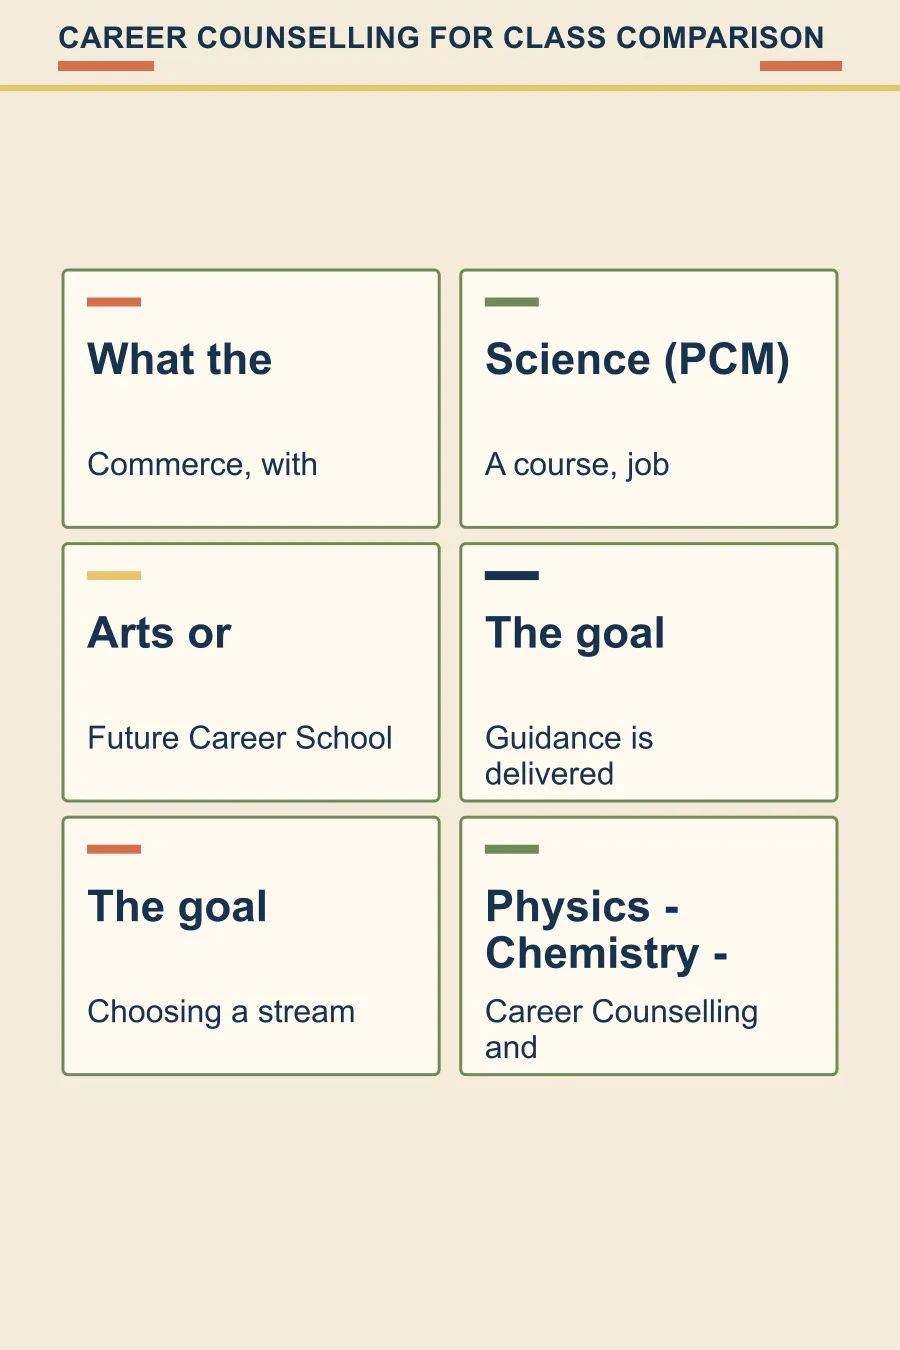 CAREER COUNSELLING FOR CLASS COMPARISON
What the
Commerce, with
Science (PCM)
A course, job
Arts or
Future Career School
The goal
Guidance is
delivered
The goal
Choosing a stream
Physics -
Chemistry -
Career Counselling
and